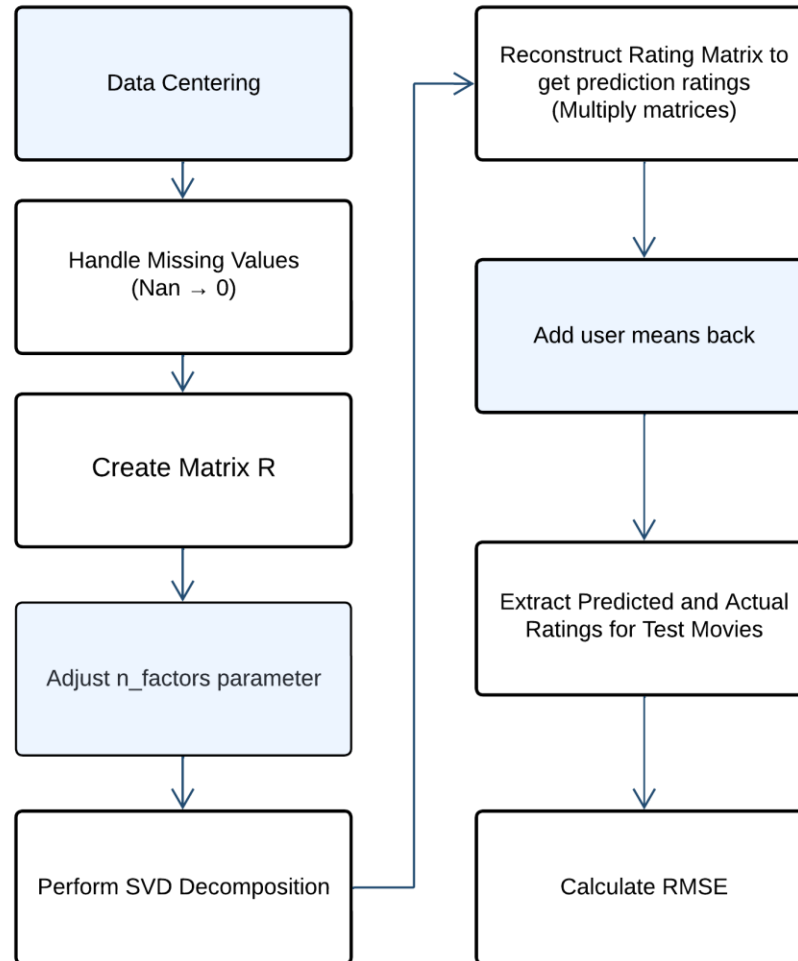 Data Centering
Handle Missing Values
(Nan → 0)
Create Matrix R
Adjust n_factors parameter
Perform SVD Decomposition
Reconstruct Rating Matrix to
get prediction ratings
(Multiply matrices)
Add user means back
Extract Predicted and Actual
Ratings for Test Movies
Calculate RMSE